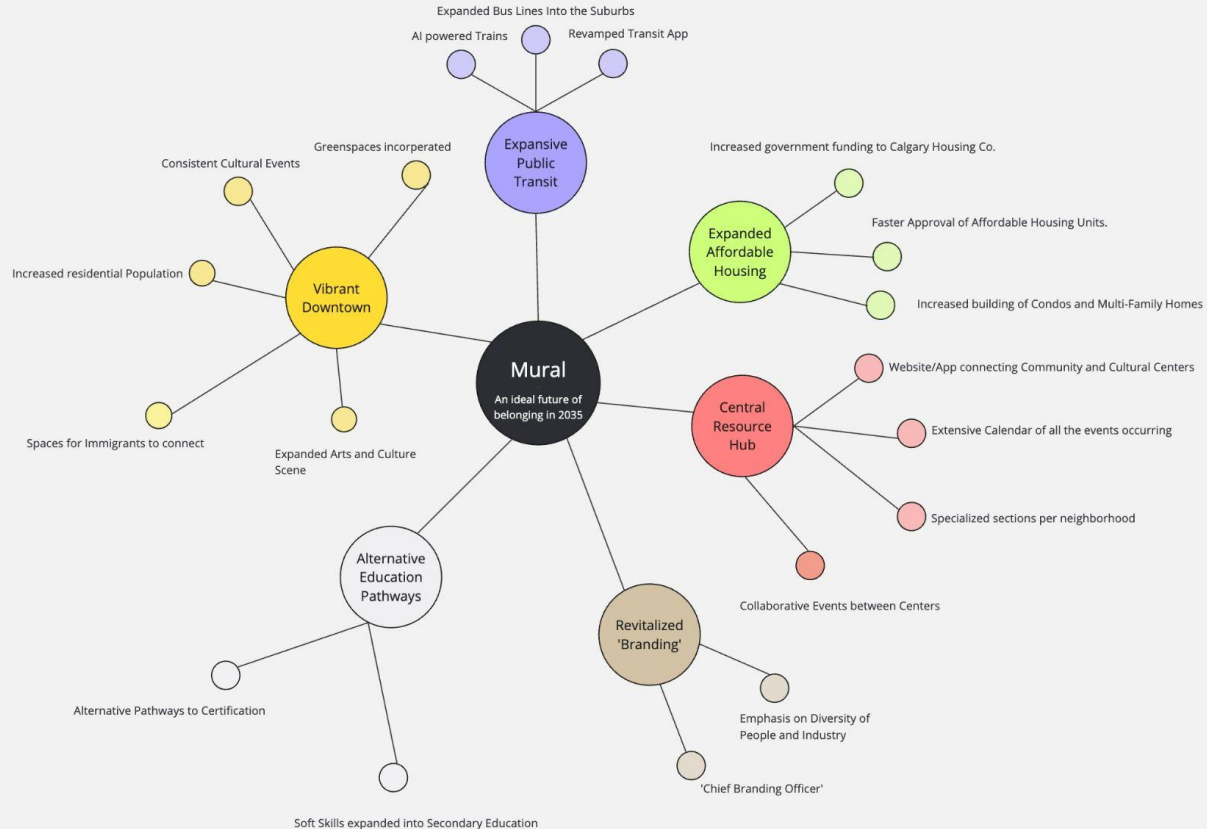 Expanded Bus Lines Into the Suburbs
AI powered Trains
Revamped Transit App
Expansive
Public
Transit
Greenspaces incorperated
Consistent Cultural Events
Increased residential Population
Vibrant
Downtown
Spaces for Immigrants to connect
Expanded Arts and Culture
Scene
Increased government funding to Calgary Housing Co.
Faster Approval of Affordable Housing Units.
Expanded
Affordable
Housing
Increased building of Condos and Multi-Family Homes
Mural
An ideal future of
belonging in 2035
Website/App connecting Community and Cultural Centers
Central
Resource
Hub
Extensive Calendar of all the events occurring
Specialized sections per neighborhood
Collaborative Events between Centers
Alternative
Education
Pathways
Alternative Pathways to Certification
Soft Skills expanded into Secondary Education
Revitalized
'Branding'
Emphasis on Diversity of
People and Industry
'Chief Branding Officer'